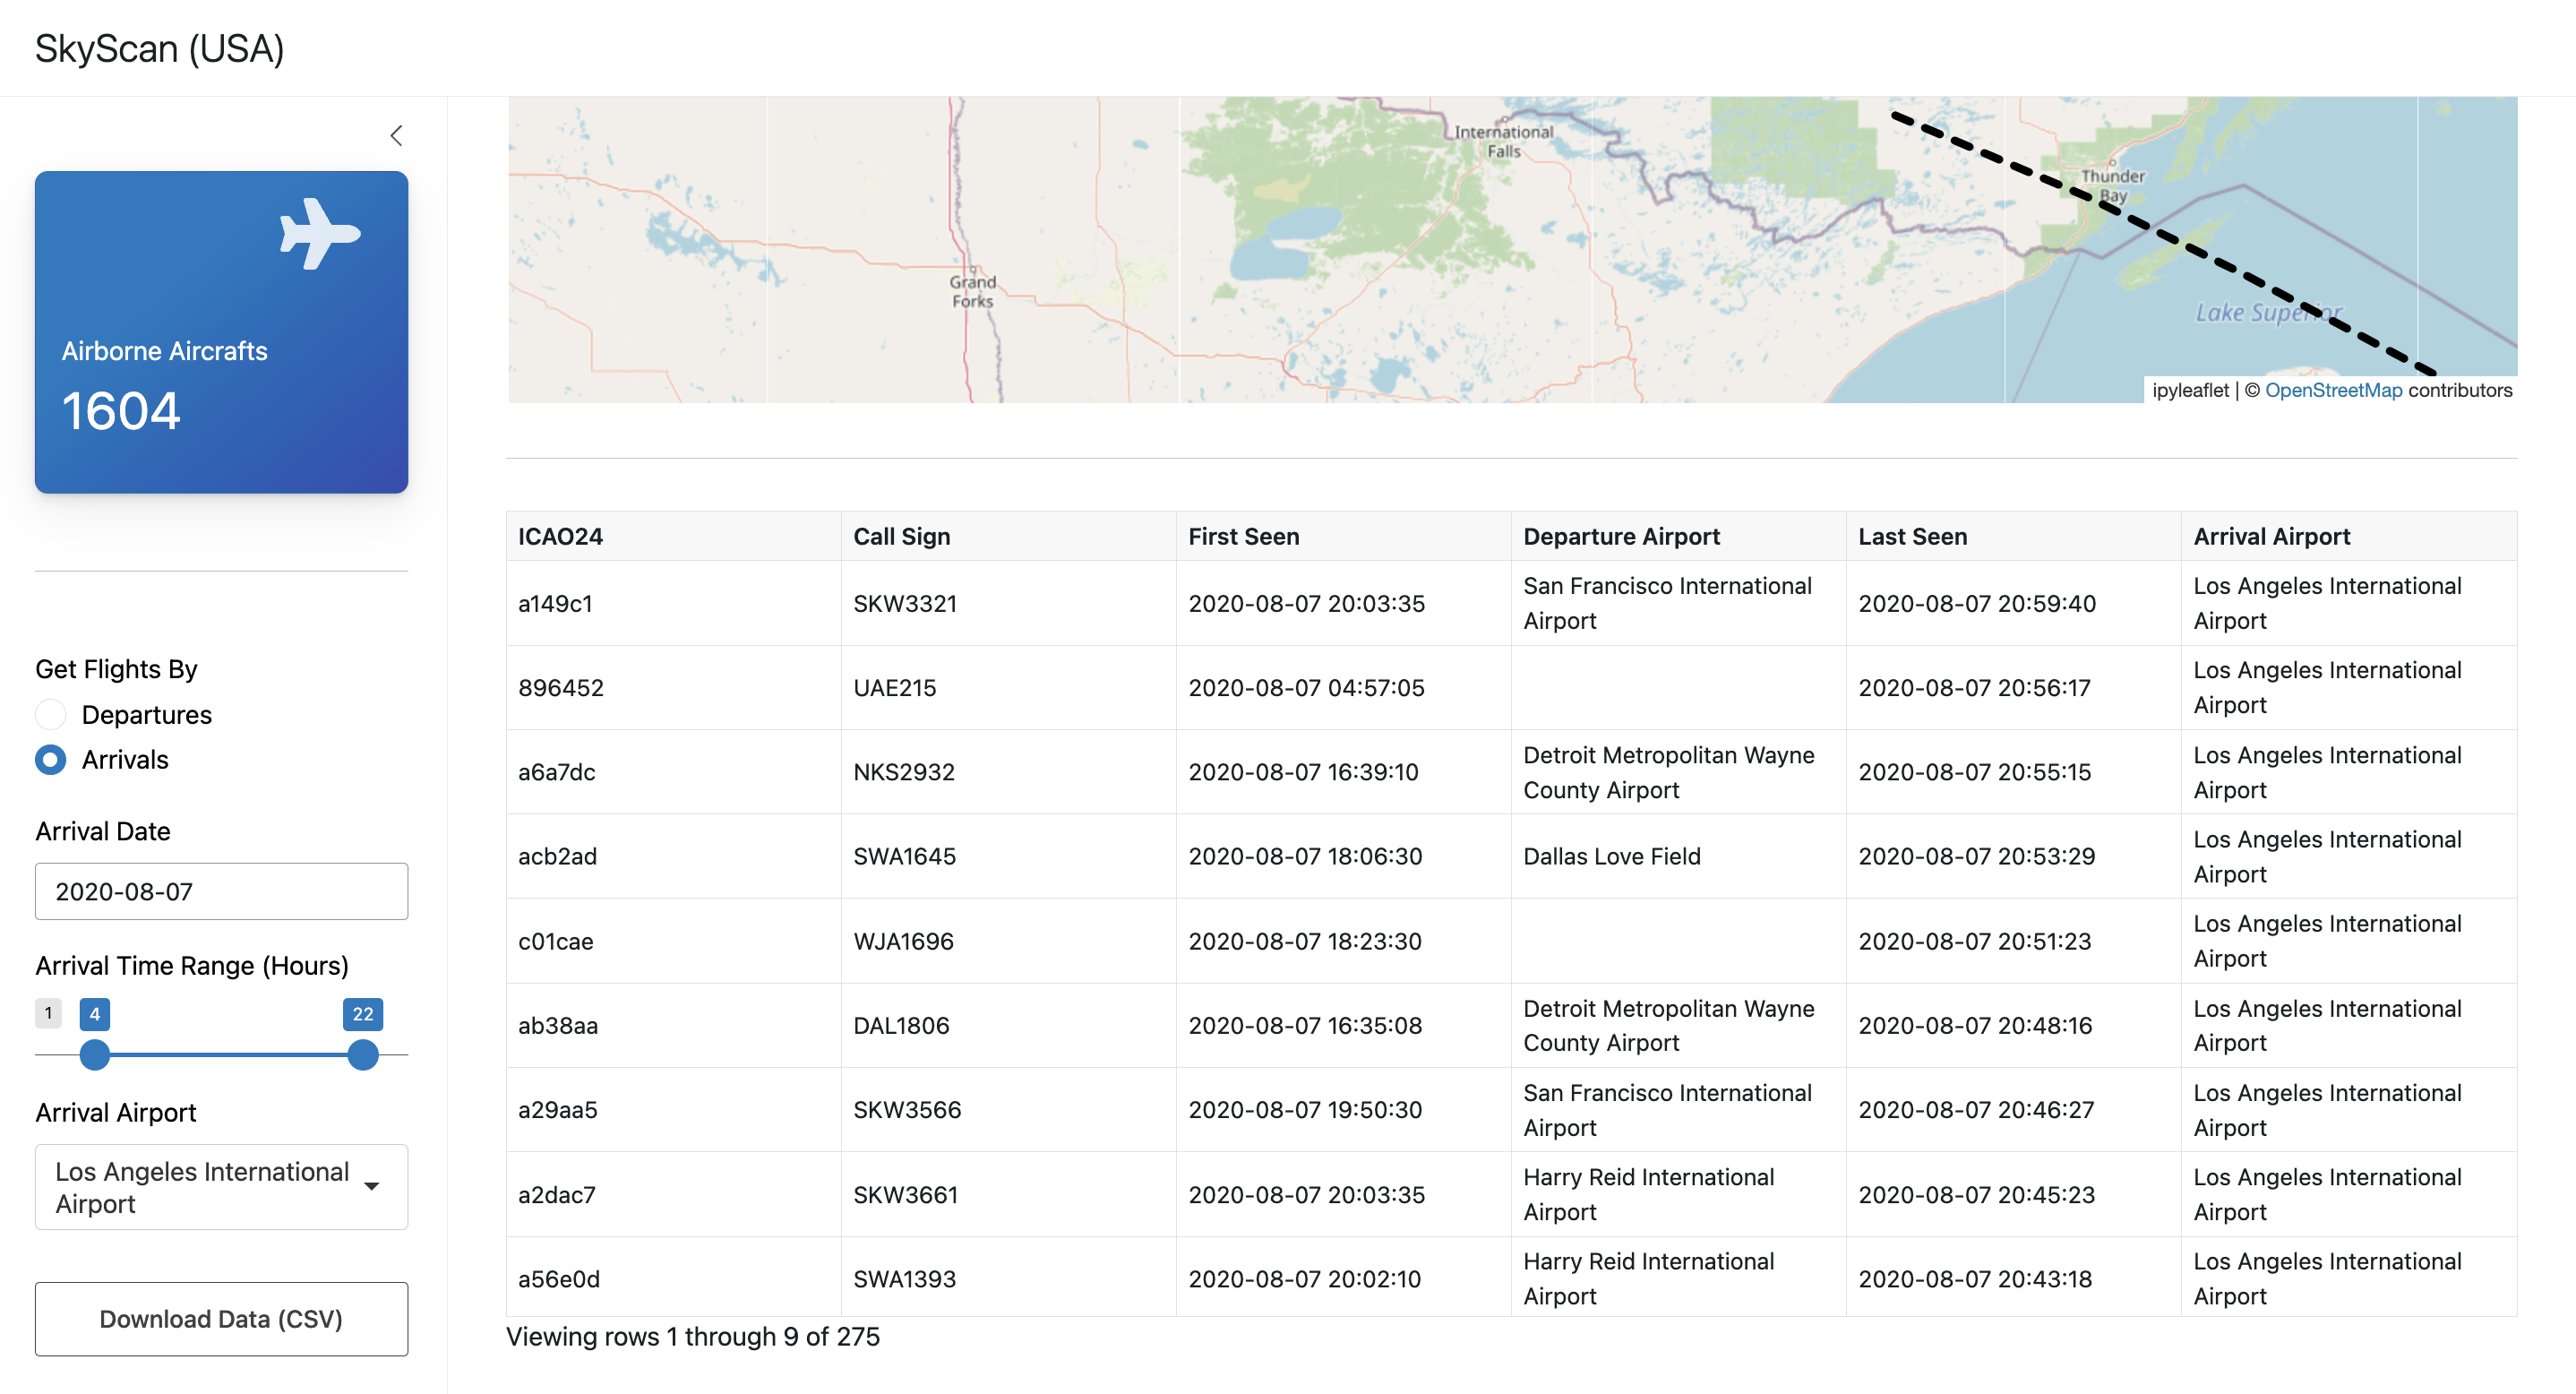 SkyScan (USA)
Airborne Aircrafts
1604
Get Flights By
Departures
Arrivals
Arrival Date
2020-08-07
Arrival Time Range (Hours)
1 4 22
Arrival Airport
Los Angeles International
Airport
Download Data (CSV)
International
Falls
Thunder
Bay
Grand
Forks
Lake Superior
ipyleaflet | © OpenStreetMap contributors
ICAO24 Call Sign First Seen Departure Airport Last Seen Arrival Airport
a149c1 SKW3321 2020-08-07 20:03:35 San Francisco International Airport 2020-08-07 20:59:40 Los Angeles International Airport
896452 UAE215 2020-08-07 04:57:05 2020-08-07 20:56:17 Los Angeles International Airport
a6a7dc NKS2932 2020-08-07 16:39:10 Detroit Metropolitan Wayne County Airport 2020-08-07 20:55:15 Los Angeles International Airport
acb2ad SWA1645 2020-08-07 18:06:30 Dallas Love Field 2020-08-07 20:53:29 Los Angeles International Airport
c01cae WJA1696 2020-08-07 18:23:30 2020-08-07 20:51:23 Los Angeles International Airport
ab38aa DAL1806 2020-08-07 16:35:08 Detroit Metropolitan Wayne County Airport 2020-08-07 20:48:16 Los Angeles International Airport
a29aa5 SKW3566 2020-08-07 19:50:30 San Francisco International Airport 2020-08-07 20:46:27 Los Angeles International Airport
a2dac7 SKW3661 2020-08-07 20:03:35 Harry Reid International Airport 2020-08-07 20:45:23 Los Angeles International Airport
a56e0d SWA1393 2020-08-07 20:02:10 Harry Reid International Airport 2020-08-07 20:43:18 Los Angeles International Airport
Viewing rows 1 through 9 of 275